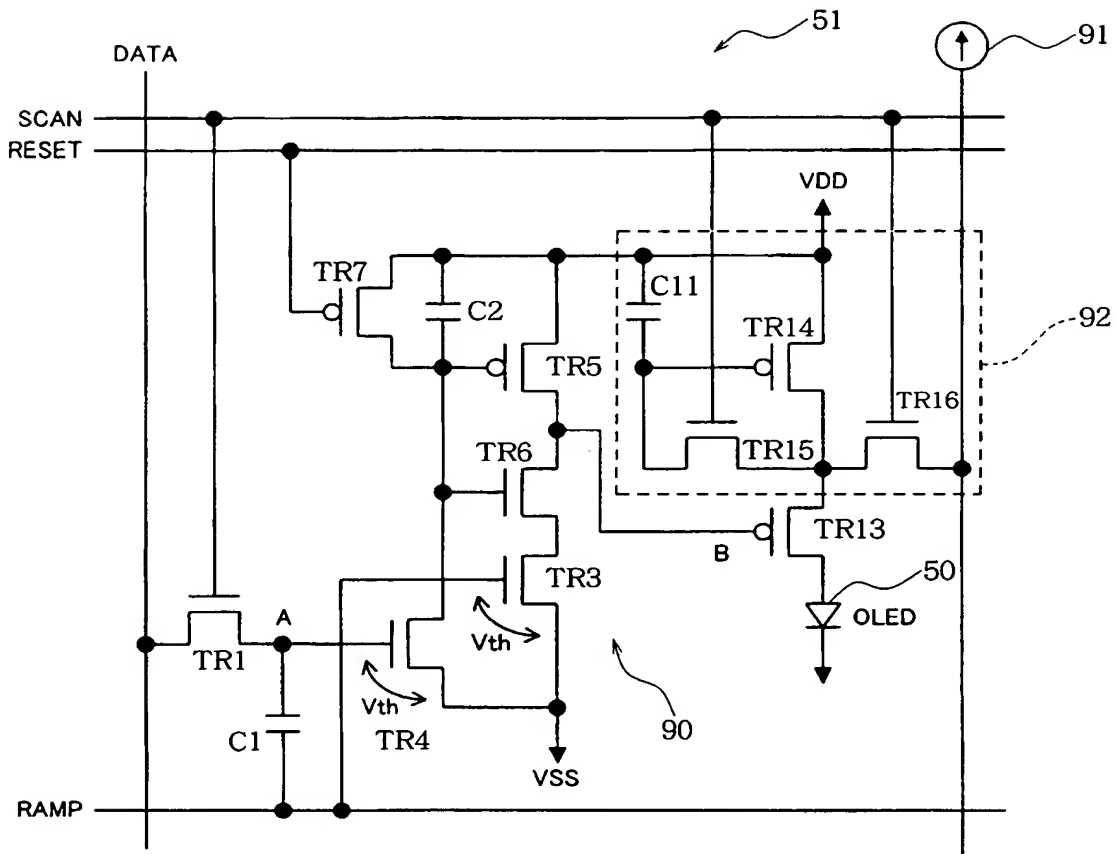 51
91
DATA
SCAN
RESET
VDD
TR7
C2
C11
TR14
92
TR5
TR16
TR6
TR15
B
TR13
TR3
50
A
Vth
OLED
TR1
Vth
C1
TR4
90
VSS
RAMP